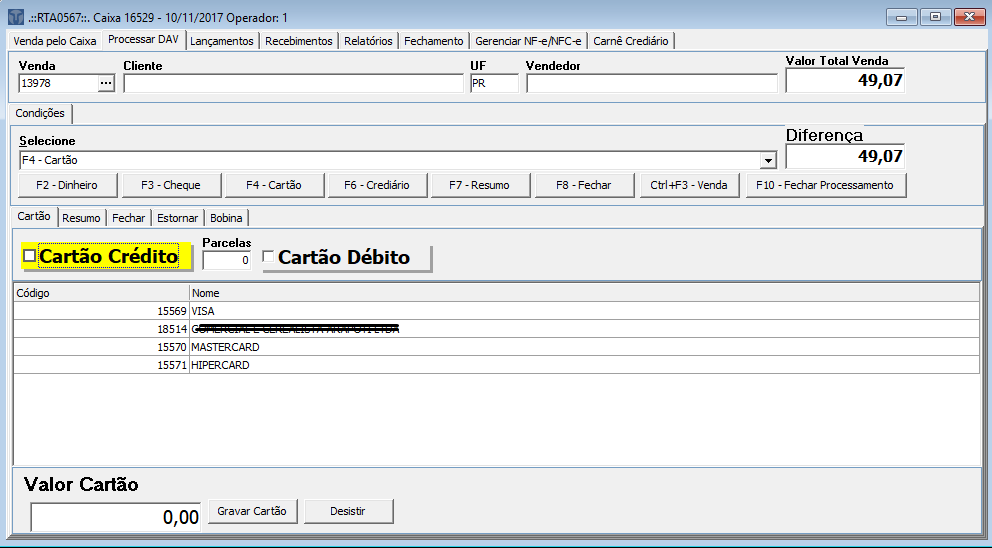 .::RTA0567::. Caixa 16529 - 10/11/2017 Operador: 1
Venda pelo Caixa Processar DAV Lançamentos Recebimentos Relatórios Fechamento Gerenciar NF-e/NFC-e Carnê Crediário
Venda Cliente UF Vendedor Valor Total Venda
13978 ... PR 49,07
Condições
Selecione Diferença
F4 - Cartão 49,07
F2 - Dinheiro F3 - Cheque F4 - Cartão F6 - Crediário F7 - Resumo F8 - Fechar Ctrl+F3 - Venda F10 - Fechar Processamento
Cartão Resumo Fechar Estornar Bobina
Cartão Crédito Parcelas 0 Cartão Débito
Código Nome
15569 VISA
18514
15570 MASTERCARD
15571 HIPERCARD
Valor Cartão
0,00 Gravar Cartão Desistir